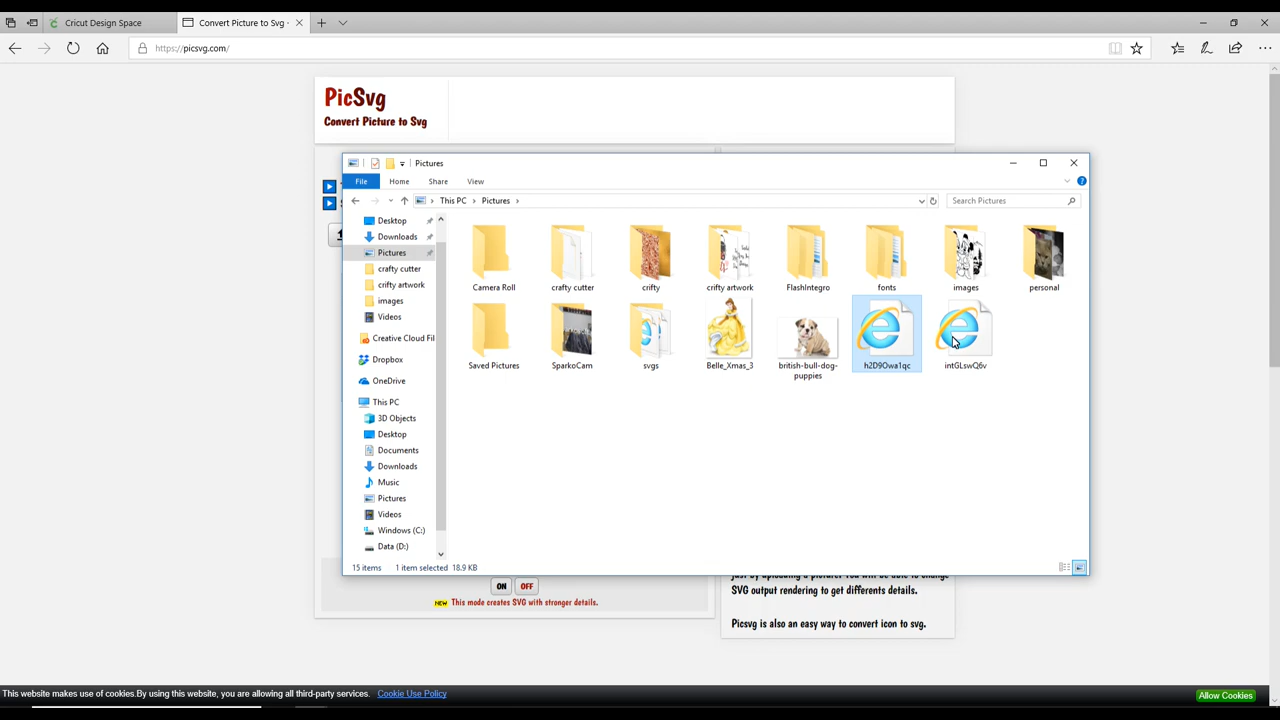 Cricut Design Space
Convert Picture to Svg ·
https://picsvg.com/
PicSvg
Convert Picture to Svg
Pictures
File Home Share View
This PC Pictures
Search Pictures
Desktop
Downloads
Pictures
crafty cutter
crifty artwork
images
Videos
Creative Cloud Fil
Dropbox
OneDrive
This PC
3D Objects
Desktop
Documents
Downloads
Music
Pictures
Videos
Windows (C:)
Data (D:)
Camera Roll crafty cutter crifty crifty artwork FlashIntegro fonts images personal
Saved Pictures SparkoCam svgs Belle_Xmas_3 british-bull-dog-
puppies h2D9Owa1qc intGLswQ6v
15 items 1 item selected 18.9 KB
ON OFF
NEW This mode creates SVG with stronger details.
SVG output rendering to get differents details.
Picsvg is also an easy way to convert icon to svg.
This website makes use of cookies.By using this website, you are allowing all third-party services. Cookie Use Policy
Allow Cookies